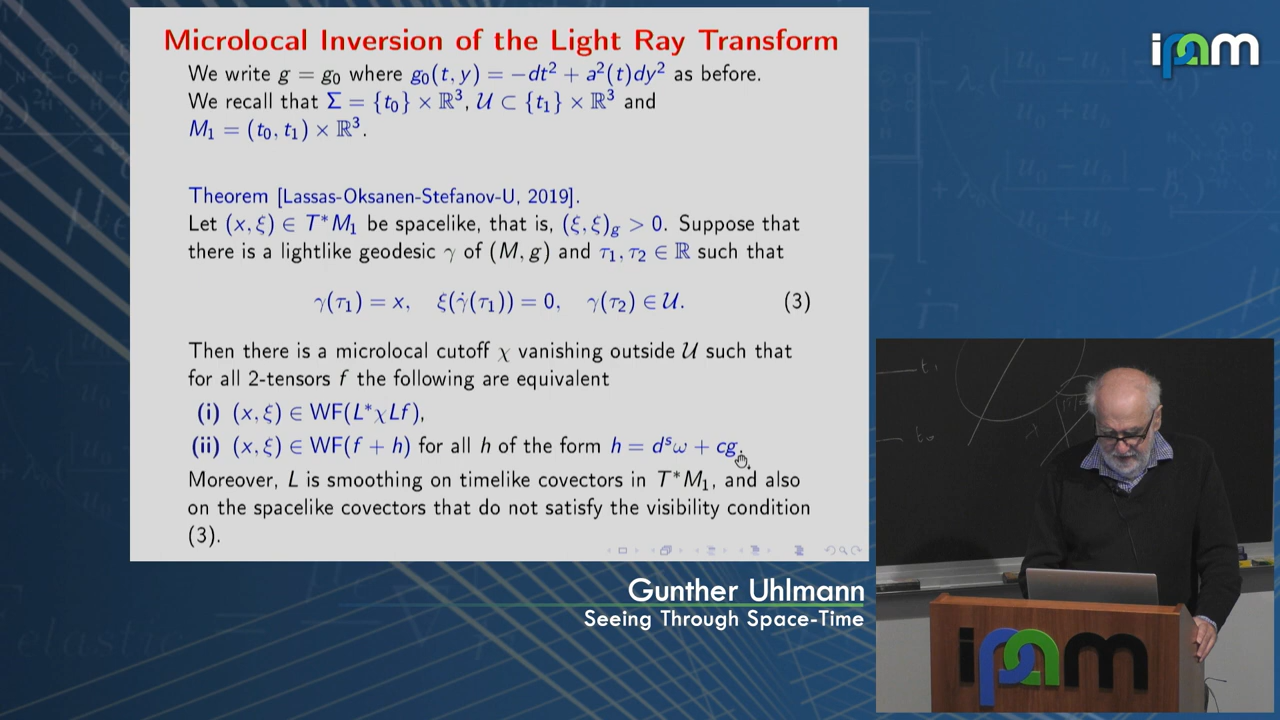 Microlocal Inversion of the Light Ray Transform
We write g = g₀ where g₀(t, y) = −dt² + a²(t)dy² as before.
We recall that Σ = {t₀} × ℝ³, 𝒰 ⊂ {t₁} × ℝ³ and
M₁ = (t₀, t₁) × ℝ³.
Theorem [Lassas-Oksanen-Stefanov-U, 2019].
Let (x, ξ) ∈ T*M₁ be spacelike, that is, (ξ, ξ)_g > 0. Suppose that
there is a lightlike geodesic γ of (M, g) and τ₁, τ₂ ∈ ℝ such that
γ(τ₁) = x, ξ(γ̇(τ₁)) = 0, γ(τ₂) ∈ 𝒰. (3)
Then there is a microlocal cutoff χ vanishing outside 𝒰 such that
for all 2-tensors f the following are equivalent
(i) (x, ξ) ∈ WF(L*χLf),
(ii) (x, ξ) ∈ WF(f + h) for all h of the form h = dˢω + cg.
Moreover, L is smoothing on timelike covectors in T*M₁, and also
on the spacelike covectors that do not satisfy the visibility condition
(3).
Gunther Uhlmann
Seeing Through Space-Time
ipam
ipam